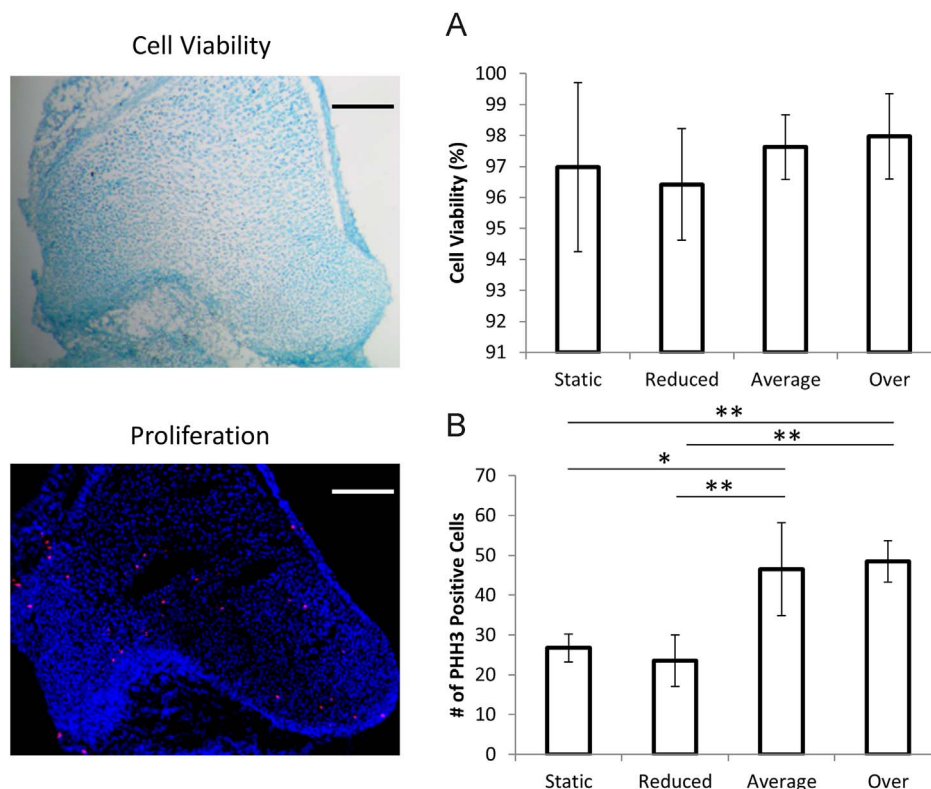 Cell Viability
A
100
99
98
97
96
95
94
93
92
91
Cell Viability (%)
Static Reduced Average Over
Proliferation
B
**
**
*
**
70
60
50
40
30
20
10
0
# of PHH3 Positive Cells
Static Reduced Average Over